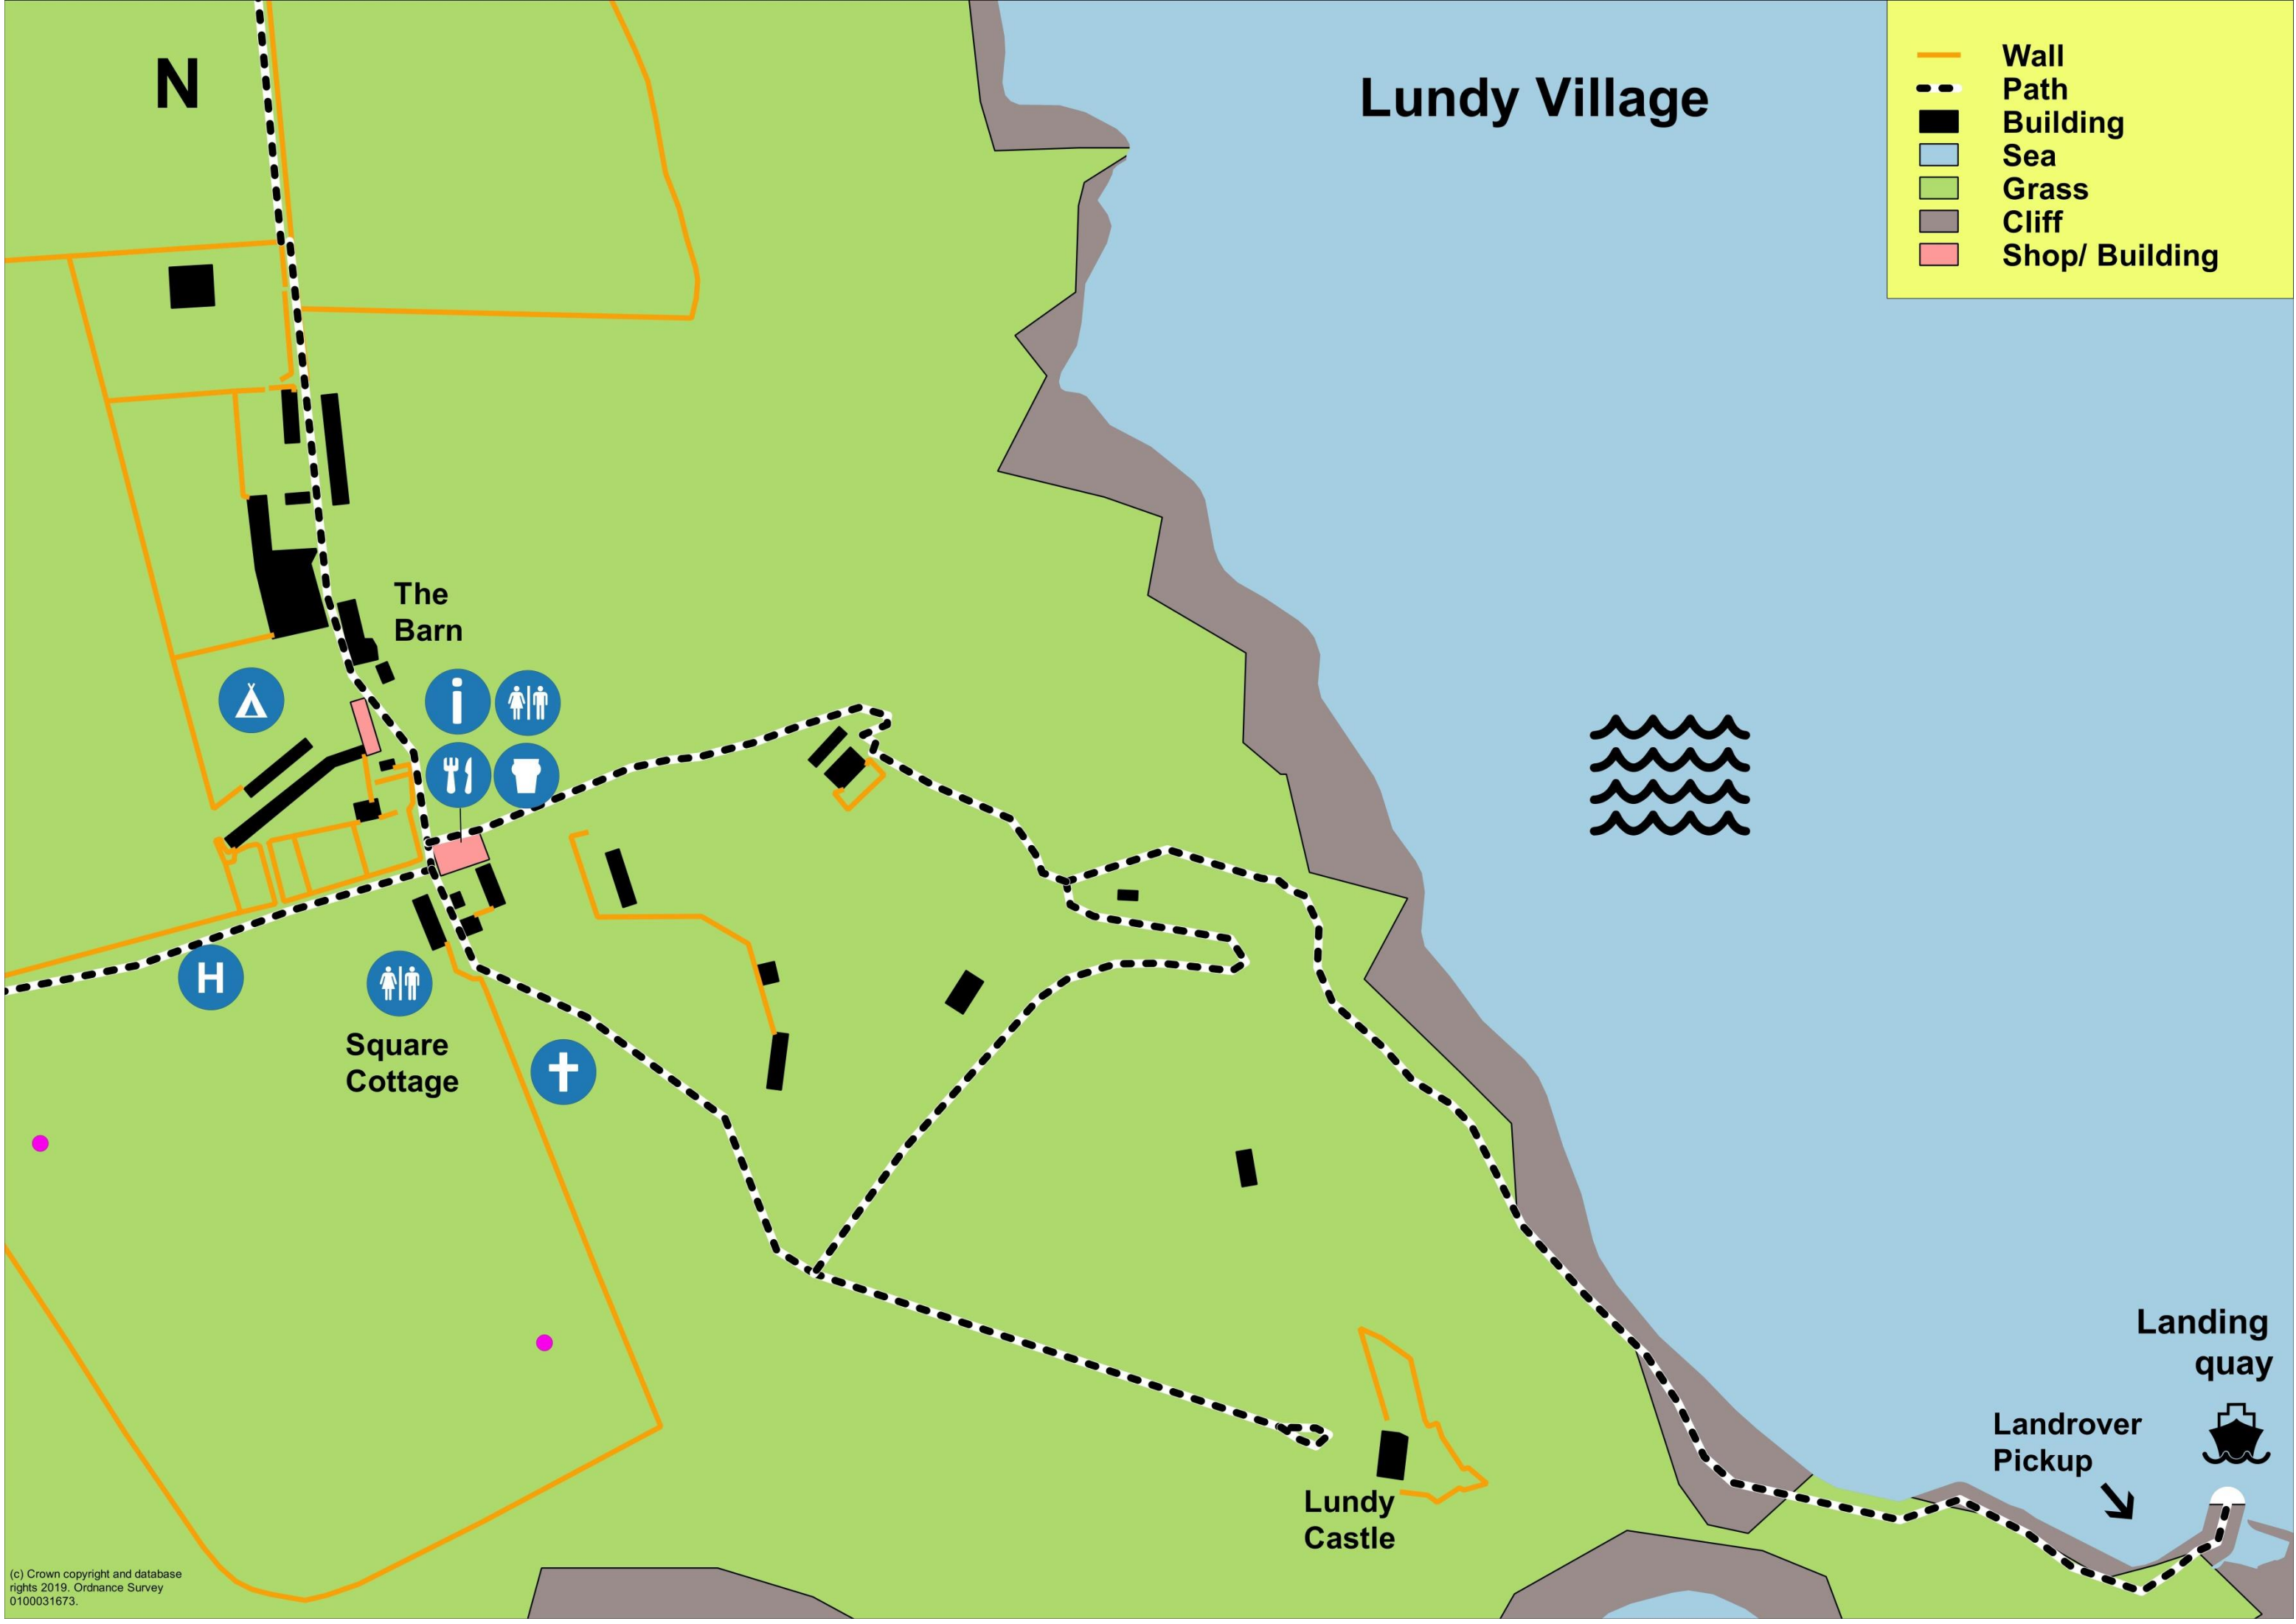 N
Lundy Village
Wall
Path
Building
Sea
Grass
Cliff
Shop/ Building
The
Barn
i
H
Square
Cottage
Landing
quay
Landrover
Pickup
Lundy
Castle
(c) Crown copyright and database
rights 2019. Ordnance Survey
0100031673.